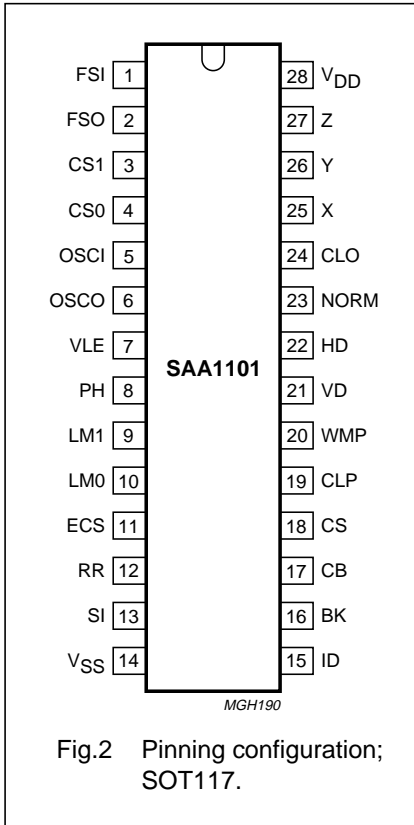 FSI 1 28 VDD
FSO 2 27 Z
CS1 3 26 Y
CS0 4 25 X
OSCI 5 24 CLO
OSCO 6 23 NORM
VLE 7 22 HD
SAA1101
PH 8 21 VD
LM1 9 20 WMP
LM0 10 19 CLP
ECS 11 18 CS
RR 12 17 CB
SI 13 16 BK
VSS 14 15 ID
MGH190
Fig.2 Pinning configuration;
SOT117.